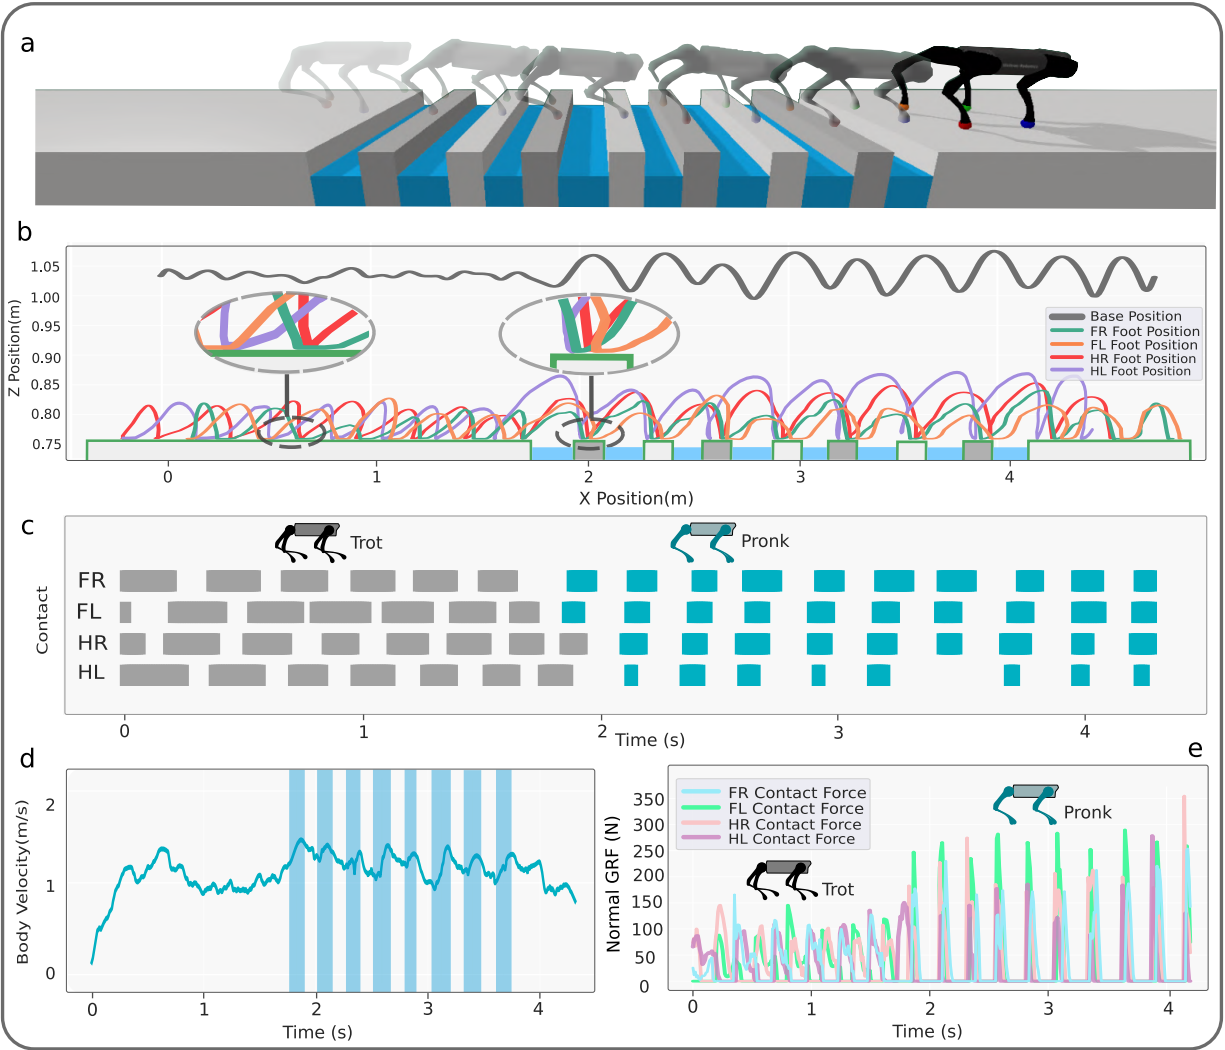 a
b
Z Position(m)
1.05
1.00
0.95
0.90
0.85
0.80
0.75
Base Position
FR Foot Position
FL Foot Position
HR Foot Position
HL Foot Position
0 1 2 3 4
X Position(m)
c
Trot
Pronk
Contact
FR
FL
HR
HL
0 1 2 3 4
Time (s)
d
Body Velocity(m/s)
2
1
0
0 1 2 3 4
Time (s)
e
Normal GRF (N)
350
300
250
200
150
100
50
0
FR Contact Force
FL Contact Force
HR Contact Force
HL Contact Force
Pronk
Trot
0 1 2 3 4
Time (s)